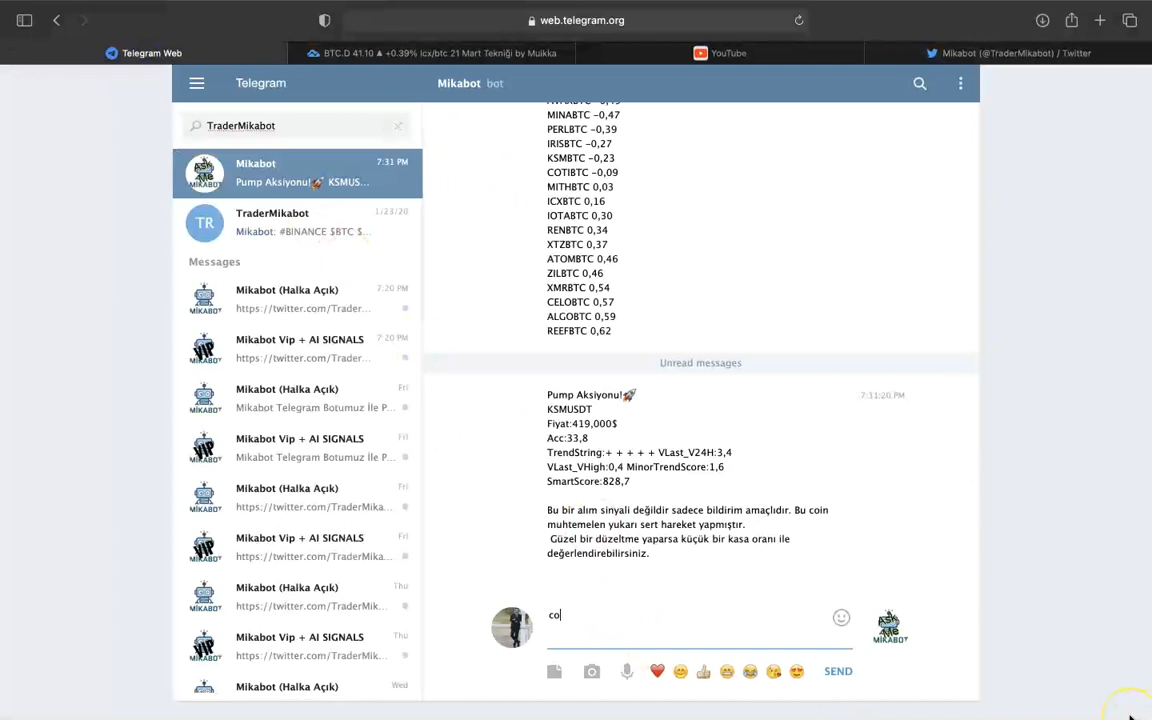 web.telegram.org
Telegram Web
BTC.D 41.10 ▲ +0.39% icx/btc 21 Mart Tekniği by Muikka
YouTube
Mikabot (@TraderMikabot) / Twitter
Telegram
Mikabot bot
TraderMikabot
Mikabot
7:31 PM
Pump Aksiyonu!🚀 KSMUS...
TR
TraderMikabot
1/23/20
Mikabot: #BINANCE $BTC $...
Messages
Mikabot (Halka Açık)
7:20 PM
https://twitter.com/Trader...
Mikabot Vip + AI SIGNALS
7:20 PM
https://twitter.com/Trader...
Mikabot (Halka Açık)
Fri
Mikabot Telegram Botumuz İle P...
Mikabot Vip + AI SIGNALS
Fri
Mikabot Telegram Botumuz İle P...
Mikabot (Halka Açık)
Fri
https://twitter.com/TraderMika...
Mikabot Vip + AI SIGNALS
Fri
https://twitter.com/TraderMika...
Mikabot (Halka Açık)
Thu
https://twitter.com/TraderMik...
Mikabot Vip + AI SIGNALS
Thu
https://twitter.com/TraderMik...
Mikabot (Halka Açık)
Wed
MINABTC −0,47
PERLBTC −0,39
IRISBTC −0,27
KSMBTC −0,23
COTIBTC −0,09
MITHBTC 0,03
ICXBTC 0,16
IOTABTC 0,30
RENBTC 0,34
XTZBTC 0,37
ATOMBTC 0,46
ZILBTC 0,46
XMRBTC 0,54
CELOBTC 0,57
ALGOBTC 0,59
REEFBTC 0,62
Unread messages
Pump Aksiyonu!🚀
7:31:20 PM
KSMUSDT
Fiyat:419,000$
Acc:33,8
TrendString:+ + + + + VLast_V24H:3,4
VLast_VHigh:0,4 MinorTrendScore:1,6
SmartScore:828,7
Bu bir alım sinyali değildir sadece bildirim amaçlıdır. Bu coin
muhtemelen yukarı sert hareket yapmıştır.
Güzel bir düzeltme yaparsa küçük bir kasa oranı ile
değerlendirebilirsiniz.
co
ASK
ME
MIKABOT
SEND